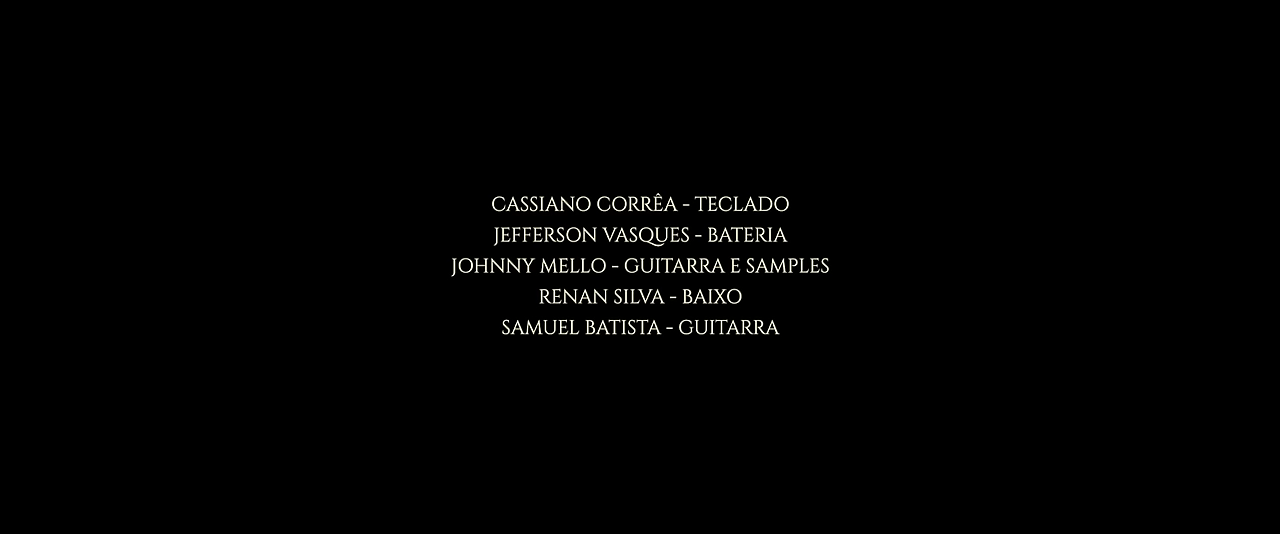 CASSIANO CORRÊA - TECLADO
JEFFERSON VASQUES - BATERIA
JOHNNY MELLO - GUITARRA E SAMPLES
RENAN SILVA - BAIXO
SAMUEL BATISTA - GUITARRA